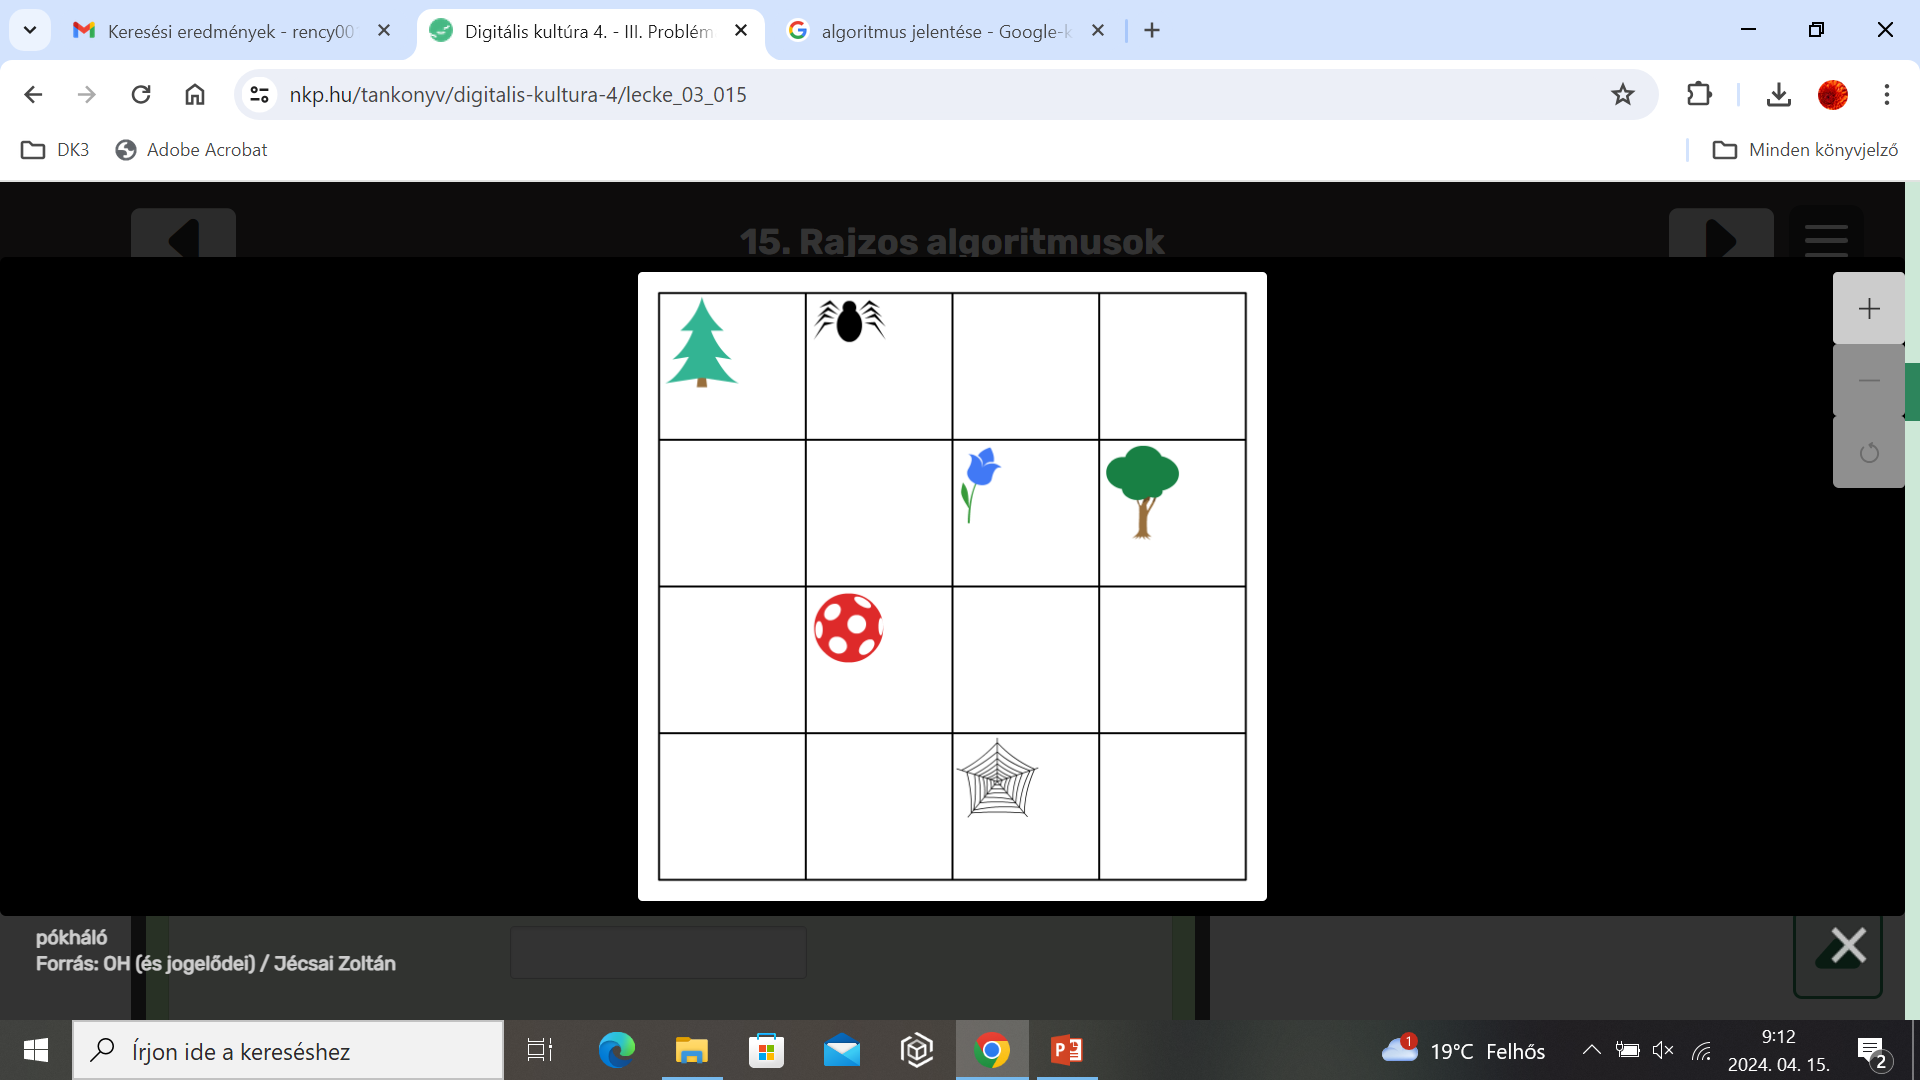 Keresési eredmények - rency00
Digitális kultúra 4. - III. Problém
algoritmus jelentése - Google-k
nkp.hu/tankonyv/digitalis-kultura-4/lecke_03_015
DK3
Adobe Acrobat
Minden könyvjelző
15. Rajzos algoritmusok
pókháló
Forrás: OH (és jogelődei) / Jécsai Zoltán
Írjon ide a kereséshez
1
19°C Felhős
9:12
2024. 04. 15.
2